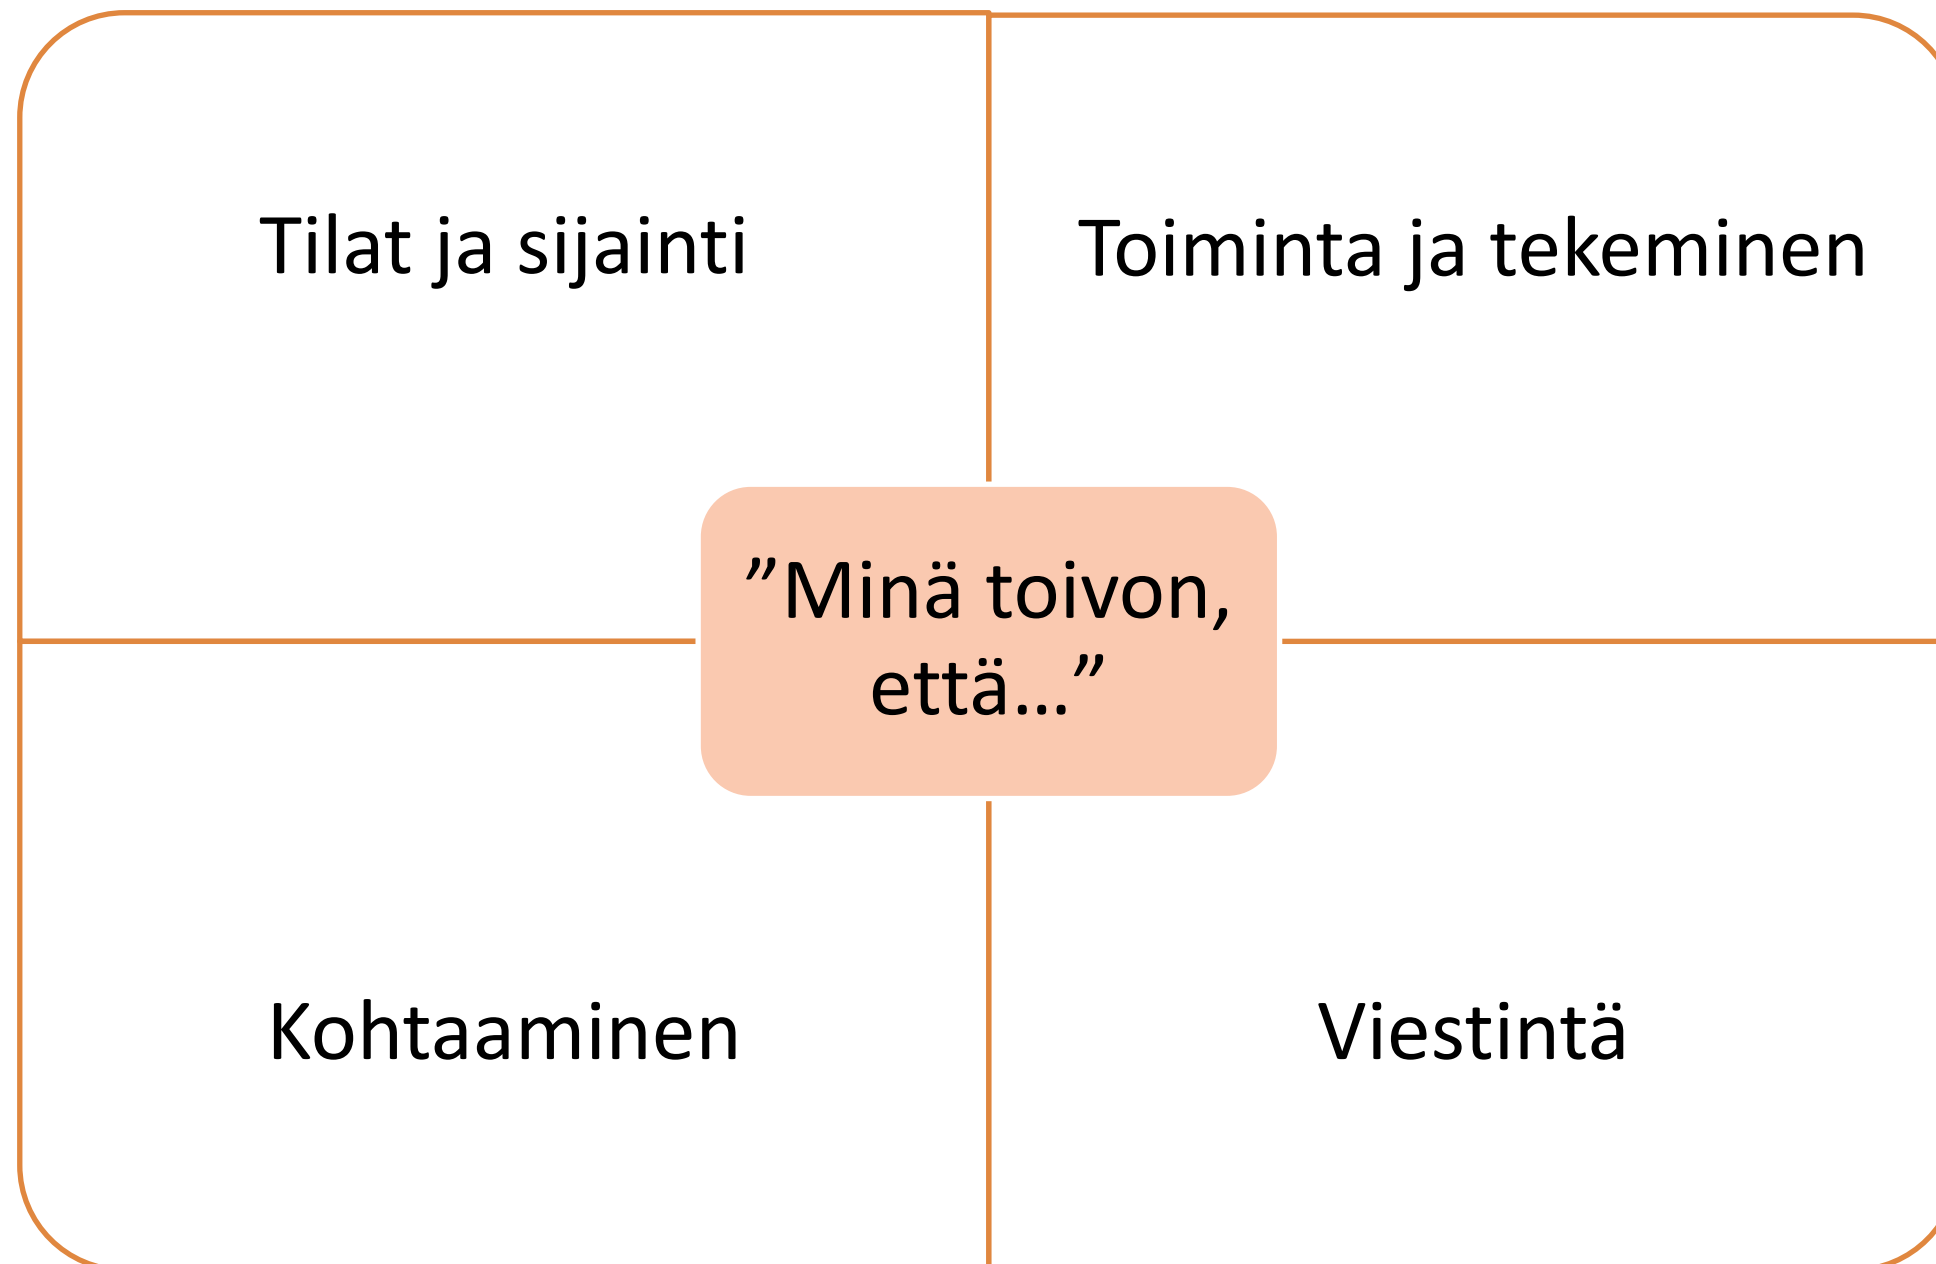 Tilat ja sijainti
Toiminta ja tekeminen
”Minä toivon,
että...”
Kohtaaminen
Viestintä